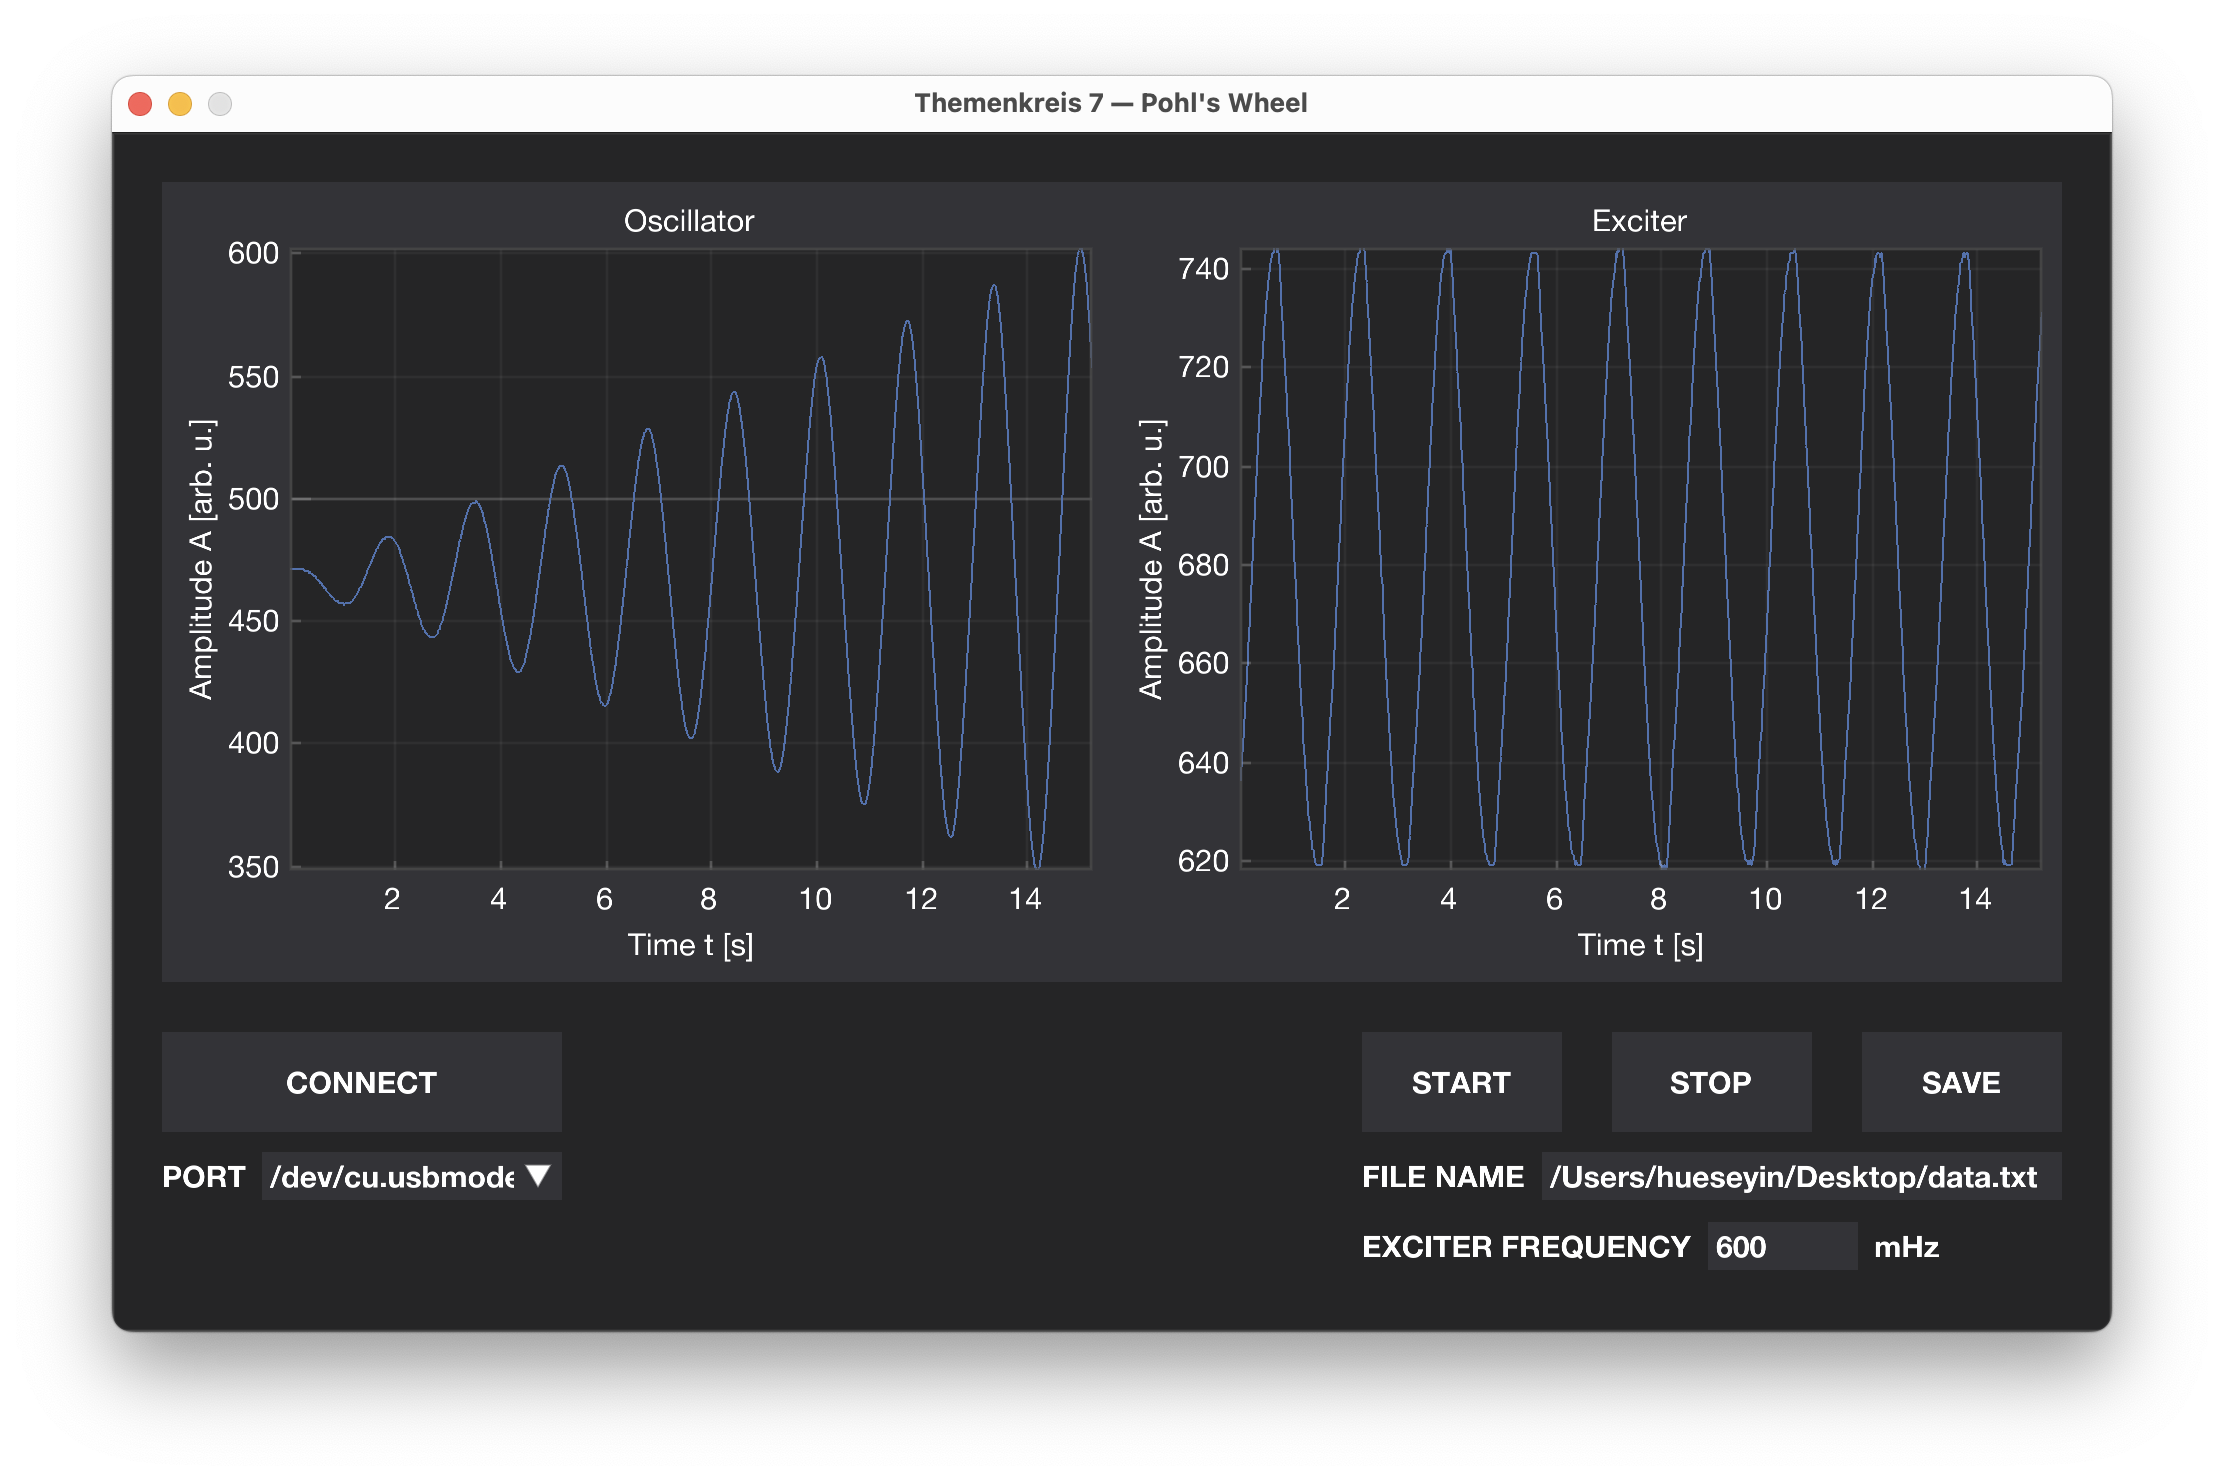 Themenkreis 7 — Pohl's Wheel
Oscillator
Amplitude A [arb. u.]
600
550
500
450
400
350
2 4 6 8 10 12 14
Time t [s]
Exciter
Amplitude A [arb. u.]
740
720
700
680
660
640
620
2 4 6 8 10 12 14
Time t [s]
CONNECT
PORT /dev/cu.usbmode
START STOP SAVE
FILE NAME /Users/hueseyin/Desktop/data.txt
EXCITER FREQUENCY 600 mHz